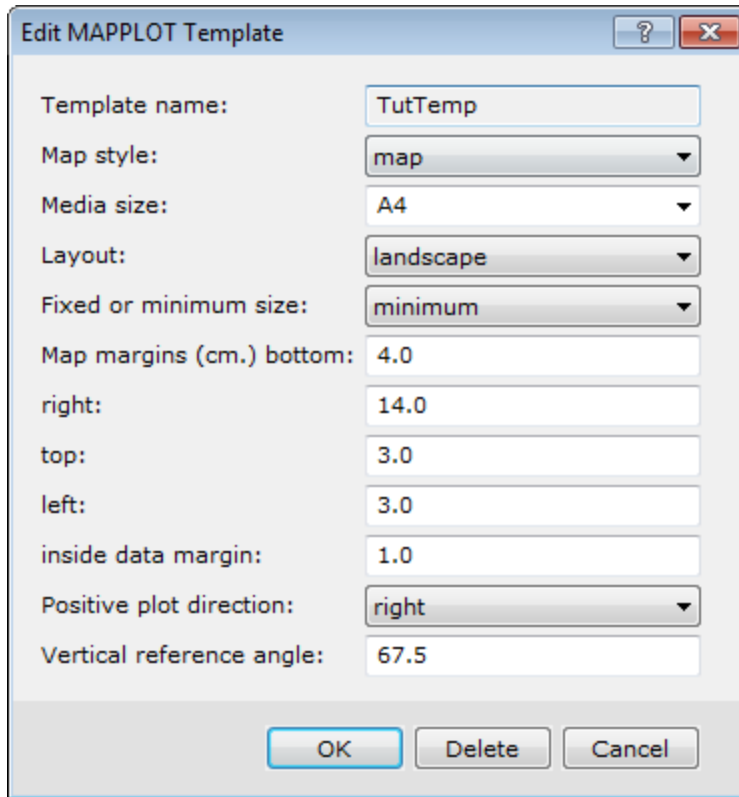 Edit MAPPLOT Template
?
Template name: TutTemp
Map style: map
Media size: A4
Layout: landscape
Fixed or minimum size: minimum
Map margins (cm.) bottom: 4.0
right: 14.0
top: 3.0
left: 3.0
inside data margin: 1.0
Positive plot direction: right
Vertical reference angle: 67.5
OK Delete Cancel